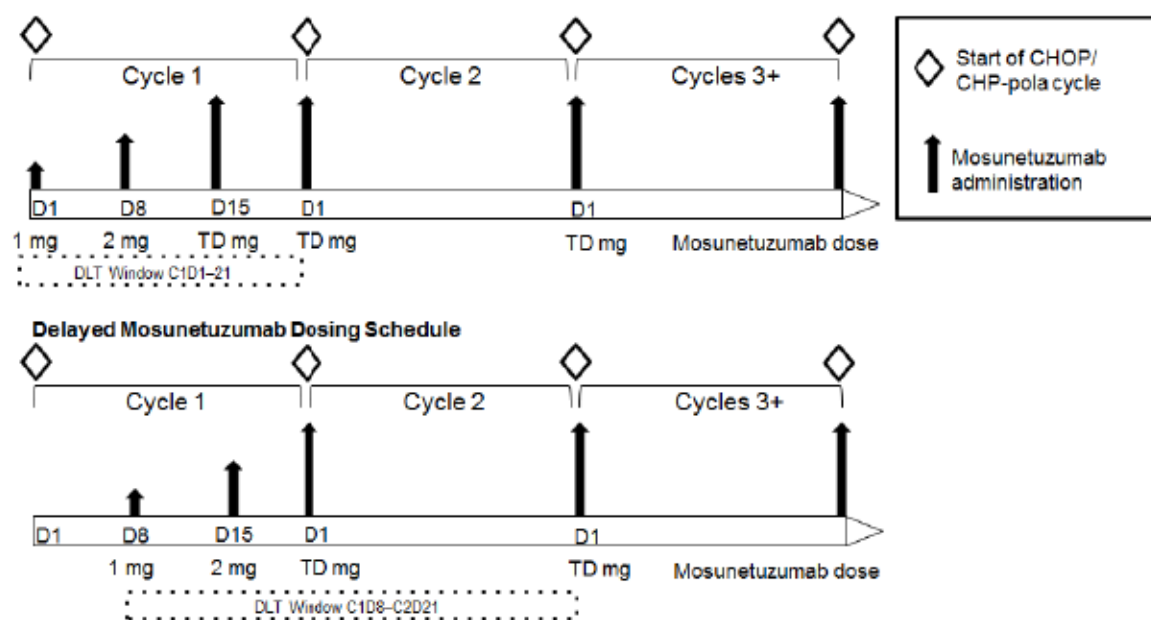 Cycle 1 Cycle 2 Cycles 3+
D1 D8 D15 D1 D1
1 mg 2 mg TD mg TD mg TD mg Mosunetuzumab dose
DLT Window C1D1–21
Start of CHOP/
CHP-pola cycle
Mosunetuzumab
administration
Delayed Mosunetuzumab Dosing Schedule
Cycle 1 Cycle 2 Cycles 3+
D1 D8 D15 D1 D1
1 mg 2 mg TD mg TD mg Mosunetuzumab dose
DLT Window C1D8–C2D21